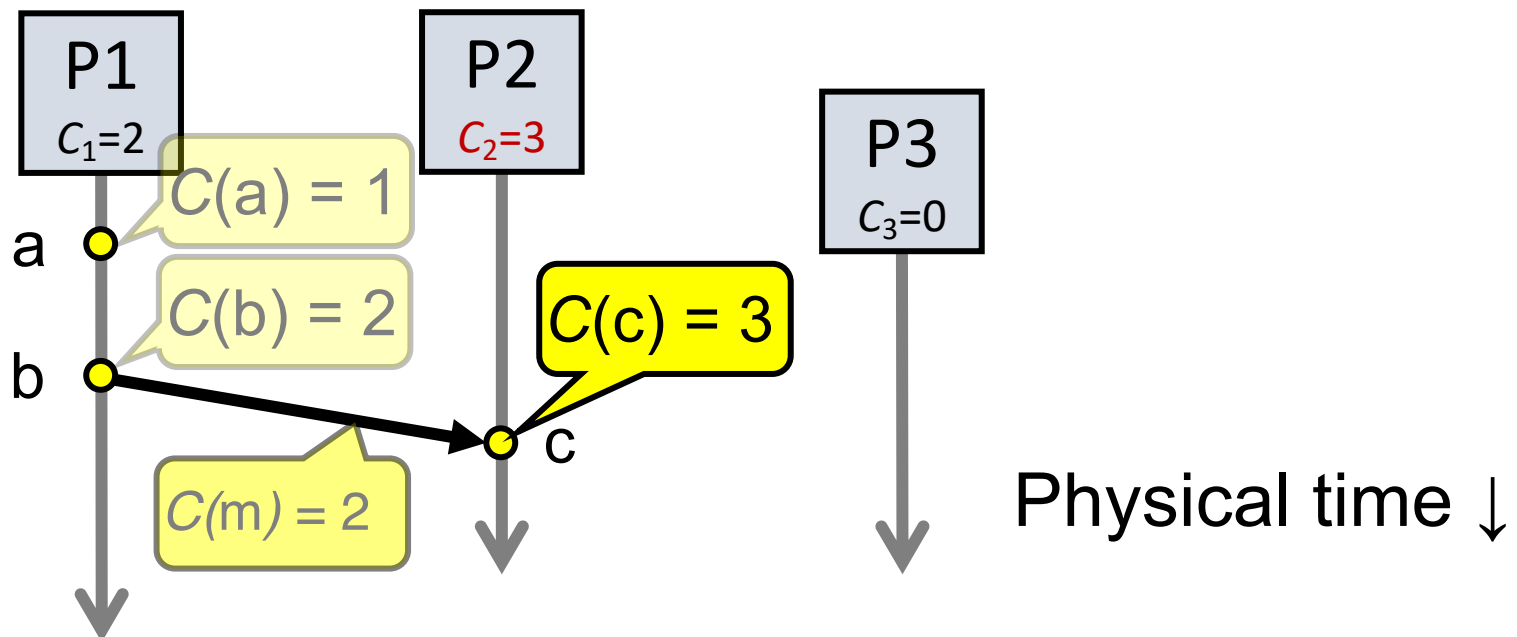 P1
C₁=2
P2
C₂=3
P3
C₃=0
C(a) = 1
a
C(b) = 2
b
C(c) = 3
c
C(m) = 2
Physical time ↓